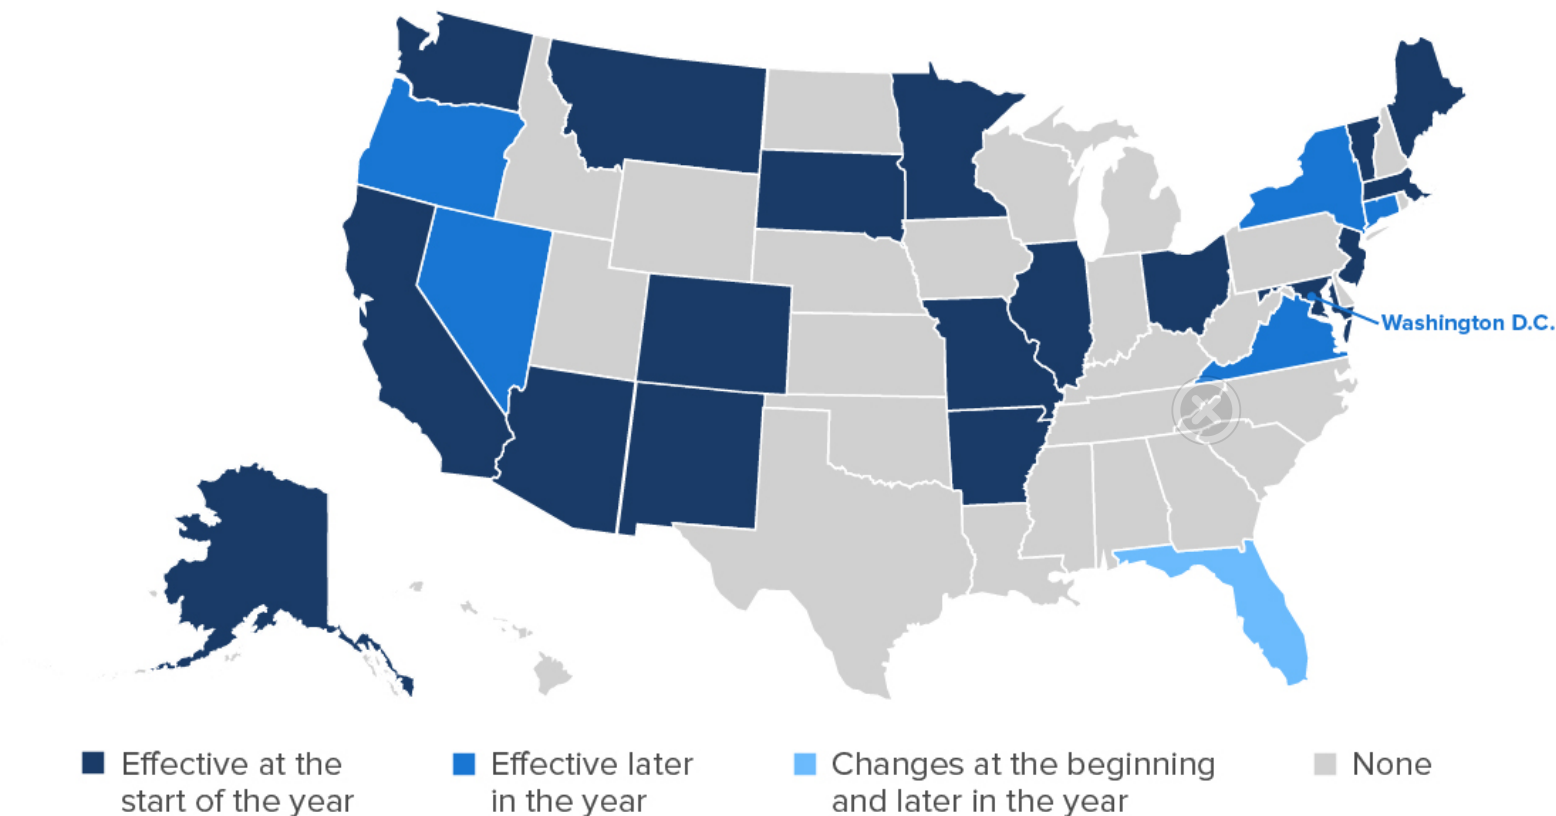 Washington D.C.
Effective at the
start of the year
Effective later
in the year
Changes at the beginning
and later in the year
None